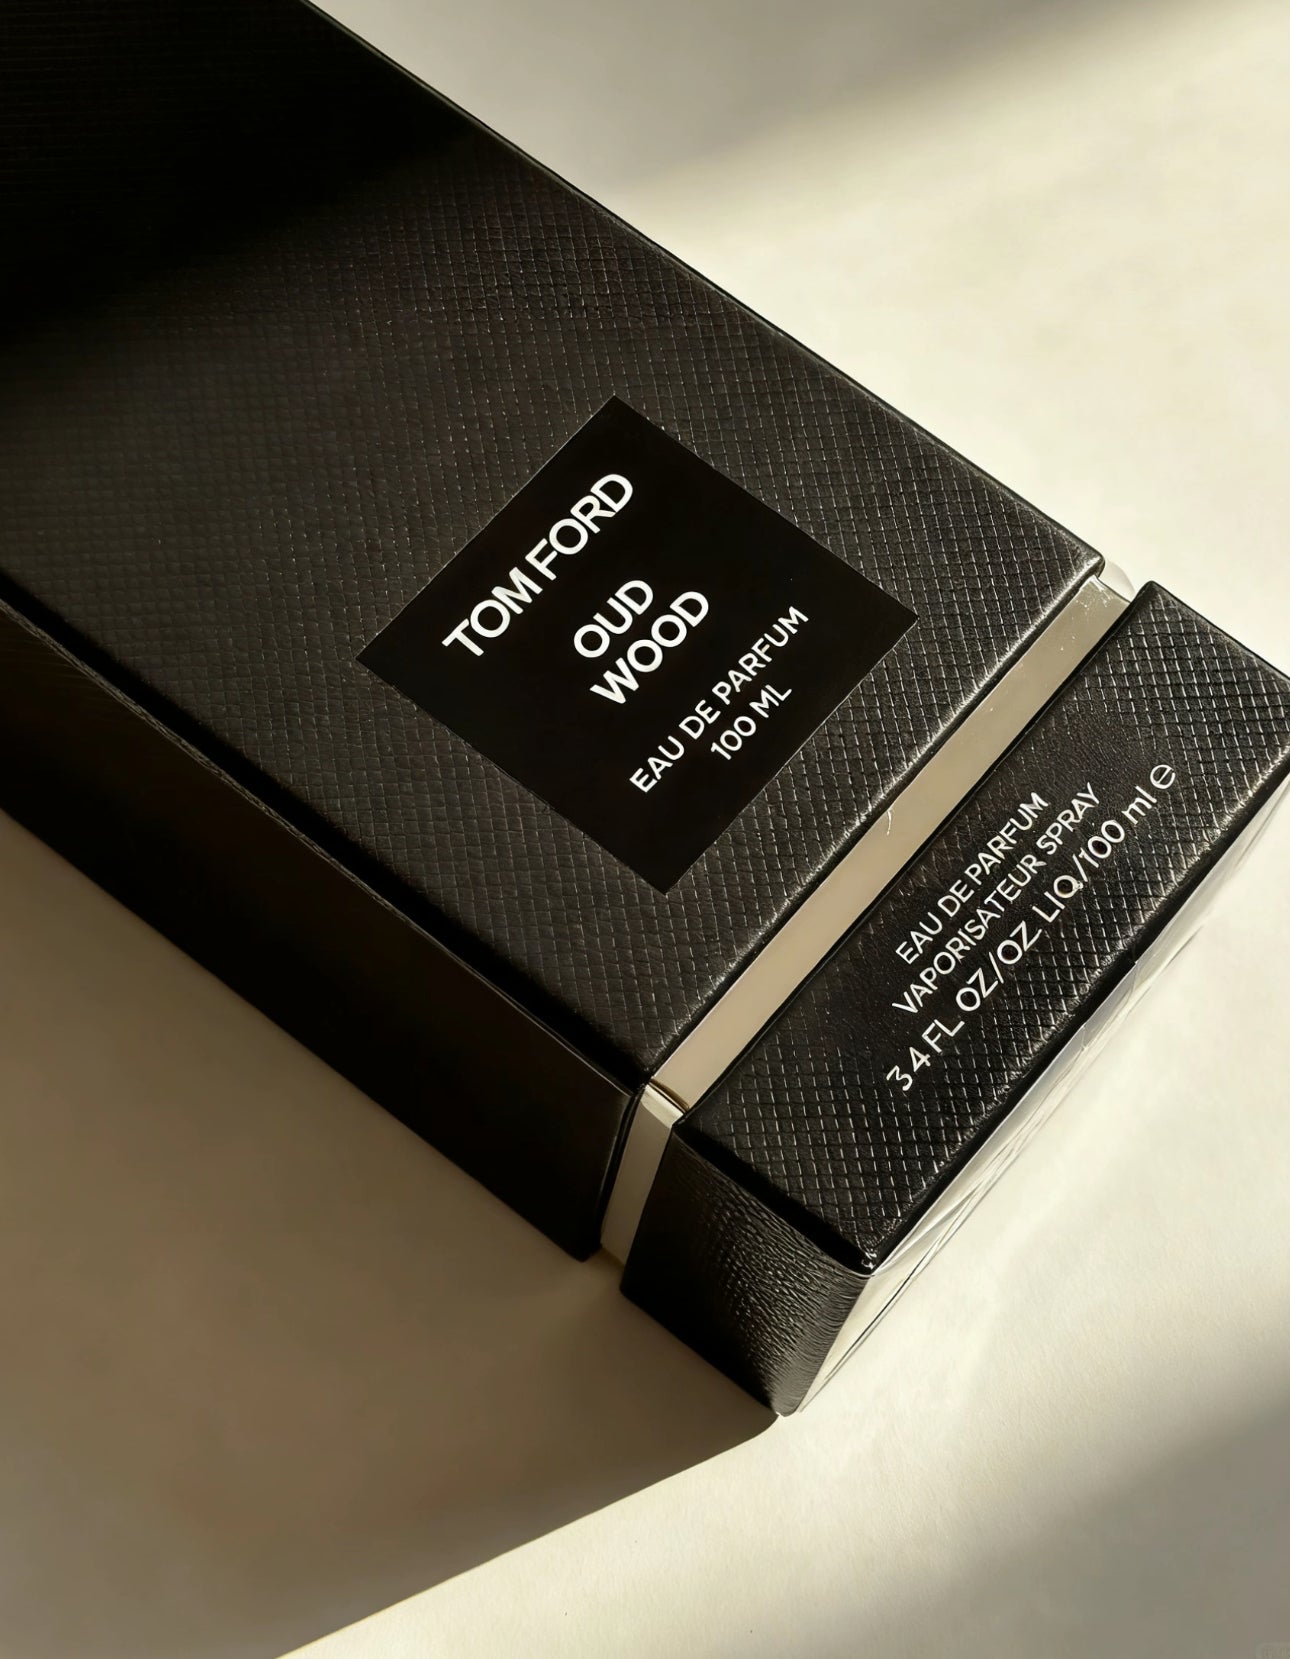 TOM FORD
OUD
WOOD
EAU DE PARFUM
100 ML
EAU DE PARFUM
VAPORISATEUR SPRAY
3 4 FL OZ/OZ LIQ/100 ml ℮